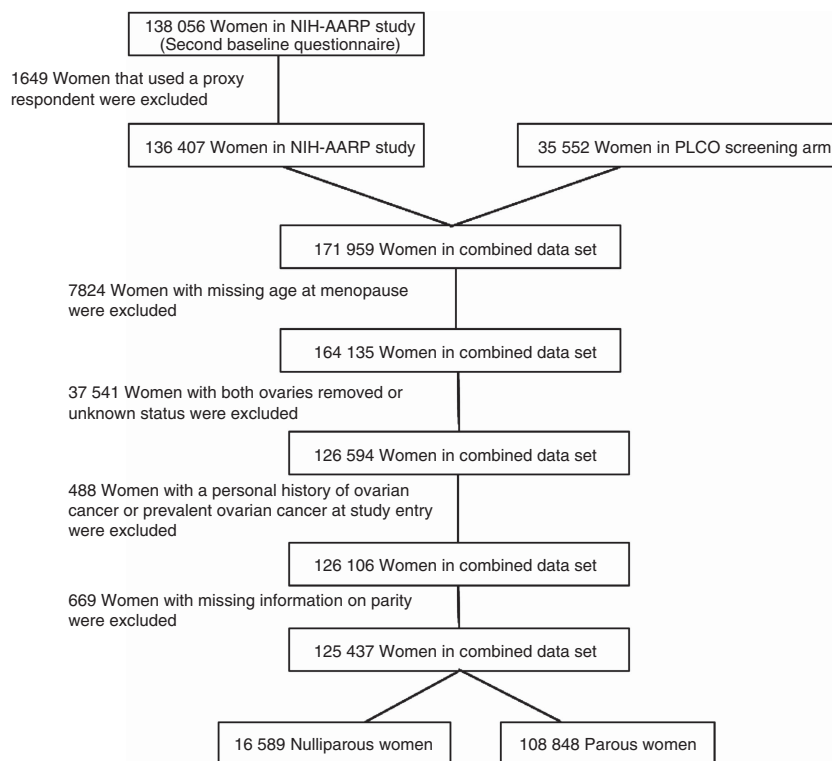 138 056 Women in NIH-AARP study
(Second baseline questionnaire)
1649 Women that used a proxy
respondent were excluded
136 407 Women in NIH-AARP study
35 552 Women in PLCO screening arm
171 959 Women in combined data set
7824 Women with missing age at menopause
were excluded
164 135 Women in combined data set
37 541 Women with both ovaries removed or
unknown status were excluded
126 594 Women in combined data set
488 Women with a personal history of ovarian
cancer or prevalent ovarian cancer at study entry
were excluded
126 106 Women in combined data set
669 Women with missing information on parity
were excluded
125 437 Women in combined data set
16 589 Nulliparous women
108 848 Parous women